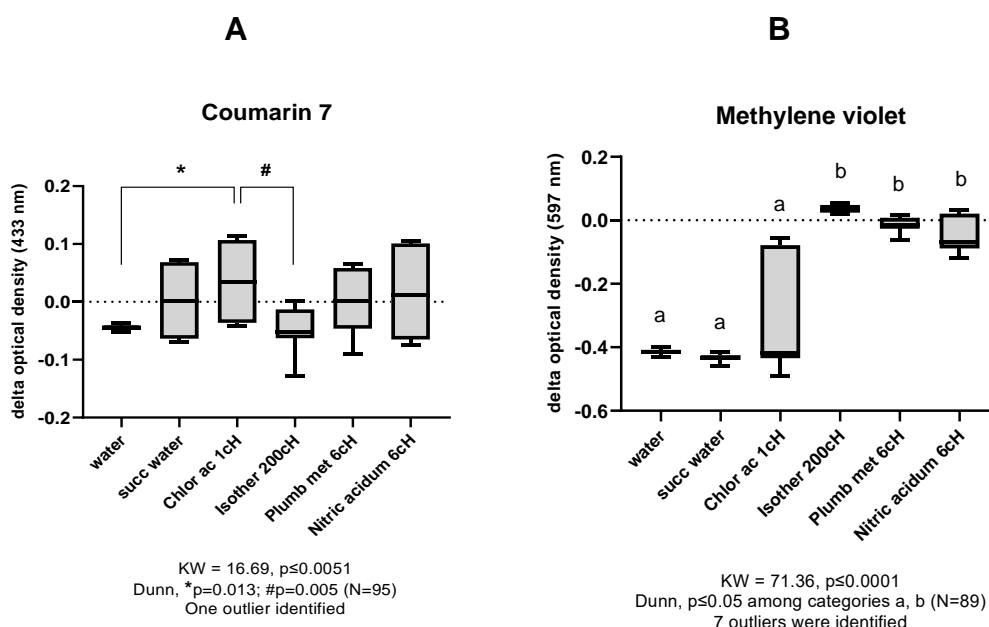 A
Coumarin 7
delta optical density (433 nm)
0.2
0.1
0.0
-0.1
-0.2
*
#
water
succ water
Chlor ac 1cH
Isother 200cH
Plumb met 6cH
Nitric acidum 6cH
KW = 16.69, p≤0.0051
Dunn, *p=0.013; #p=0.005 (N=95)
One outlier identified
B
Methylene violet
delta optical density (597 nm)
0.2
0.0
-0.2
-0.4
-0.6
a
a
a
b
b
b
water
succ water
Chlor ac 1cH
Isother 200cH
Plumb met 6cH
Nitric acidum 6cH
KW = 71.36, p≤0.0001
Dunn, p≤0.05 among categories a, b (N=89)
7 outliers were identified